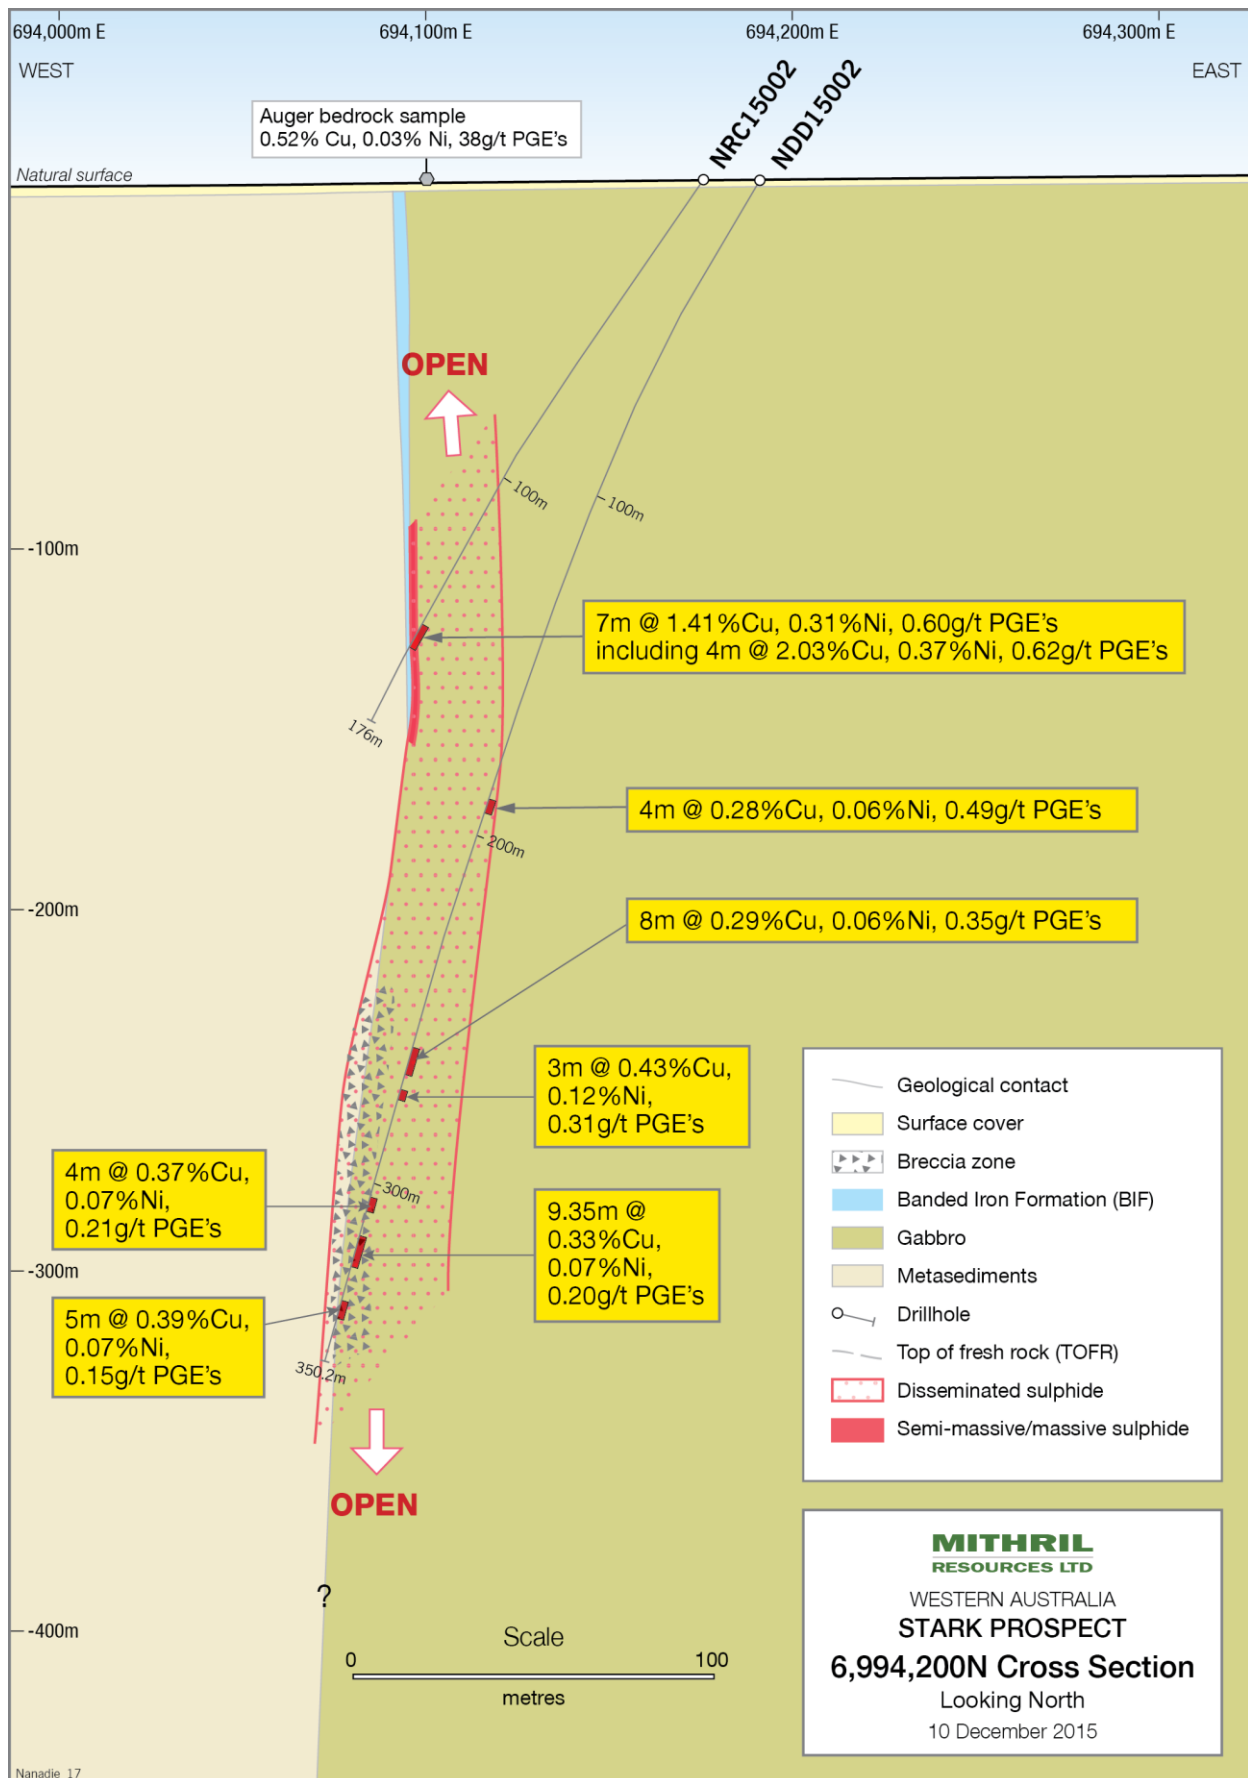 694,000m E
694,100m E
694,200m E
694,300m E
WEST
EAST
NRC15002
NDD15002
Auger bedrock sample
0.52% Cu, 0.03% Ni, 38g/t PGE's
Natural surface
OPEN
100m
100m
-100m
7m @ 1.41%Cu, 0.31%Ni, 0.60g/t PGE's
including 4m @ 2.03%Cu, 0.37%Ni, 0.62g/t PGE's
176m
4m @ 0.28%Cu, 0.06%Ni, 0.49g/t PGE's
200m
-200m
8m @ 0.29%Cu, 0.06%Ni, 0.35g/t PGE's
3m @ 0.43%Cu,
0.12%Ni,
0.31g/t PGE's
4m @ 0.37%Cu,
0.07%Ni,
0.21g/t PGE's
300m
9.35m @
0.33%Cu,
0.07%Ni,
0.20g/t PGE's
-300m
5m @ 0.39%Cu,
0.07%Ni,
0.15g/t PGE's
350.2m
OPEN
?
-400m
Scale
0
100
metres
Geological contact
Surface cover
Breccia zone
Banded Iron Formation (BIF)
Gabbro
Metasediments
Drillhole
Top of fresh rock (TOFR)
Disseminated sulphide
Semi-massive/massive sulphide
MITHRIL
RESOURCES LTD
WESTERN AUSTRALIA
STARK PROSPECT
6,994,200N Cross Section
Looking North
10 December 2015
Nanadie_17